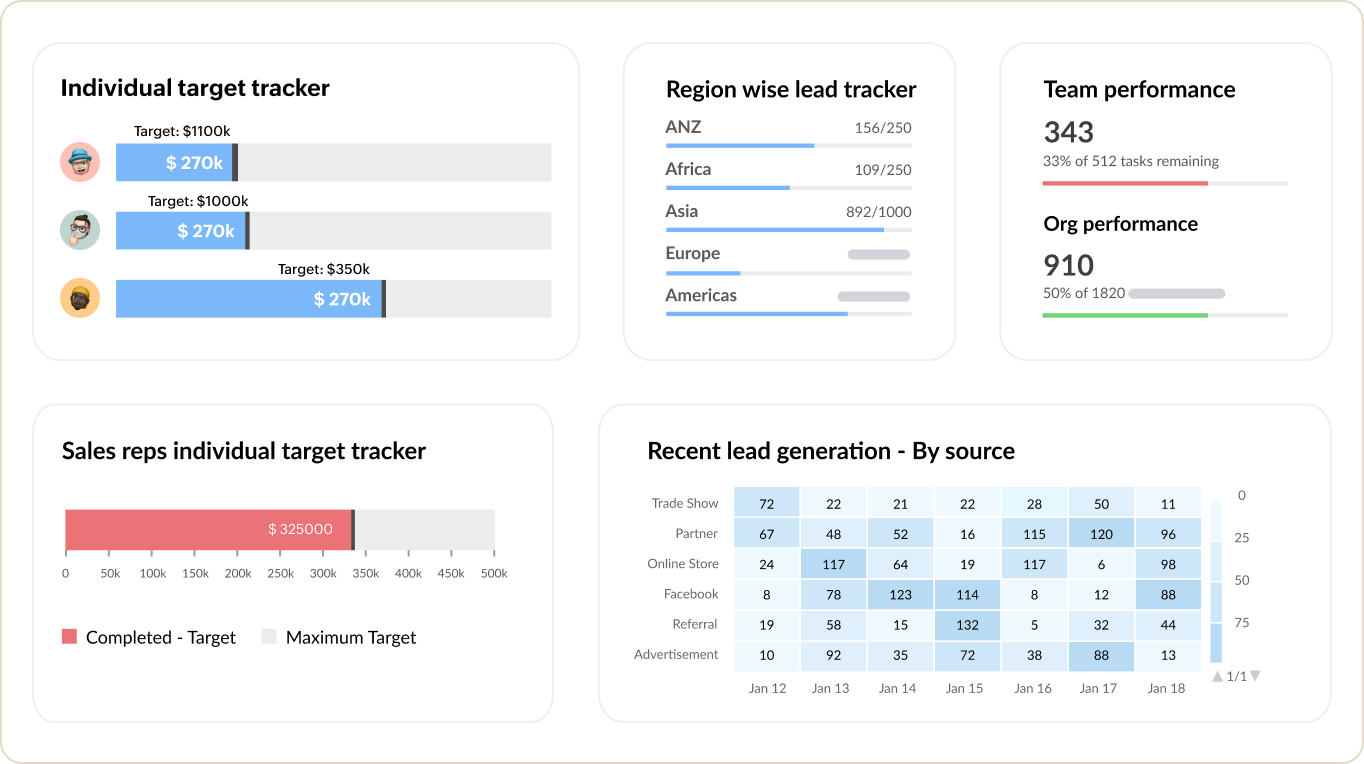 Individual target tracker
Target: $1100k
$ 270k
Target: $1000k
$ 270k
Target: $350k
$ 270k
Region wise lead tracker
ANZ 156/250
Africa 109/250
Asia 892/1000
Europe
Americas
Team performance
343
33% of 512 tasks remaining
Org performance
910
50% of 1820
Sales reps individual target tracker
$ 325000
0 50k 100k 150k 200k 250k 300k 350k 400k 450k 500k
Completed - Target Maximum Target
Recent lead generation - By source
Trade Show 72 22 21 22 28 50 11
Partner 67 48 52 16 115 120 96
Online Store 24 117 64 19 117 6 98
Facebook 8 78 123 114 8 12 88
Referral 19 58 15 132 5 32 44
Advertisement 10 92 35 72 38 88 13
Jan 12 Jan 13 Jan 14 Jan 15 Jan 16 Jan 17 Jan 18
0
25
50
75
1/1